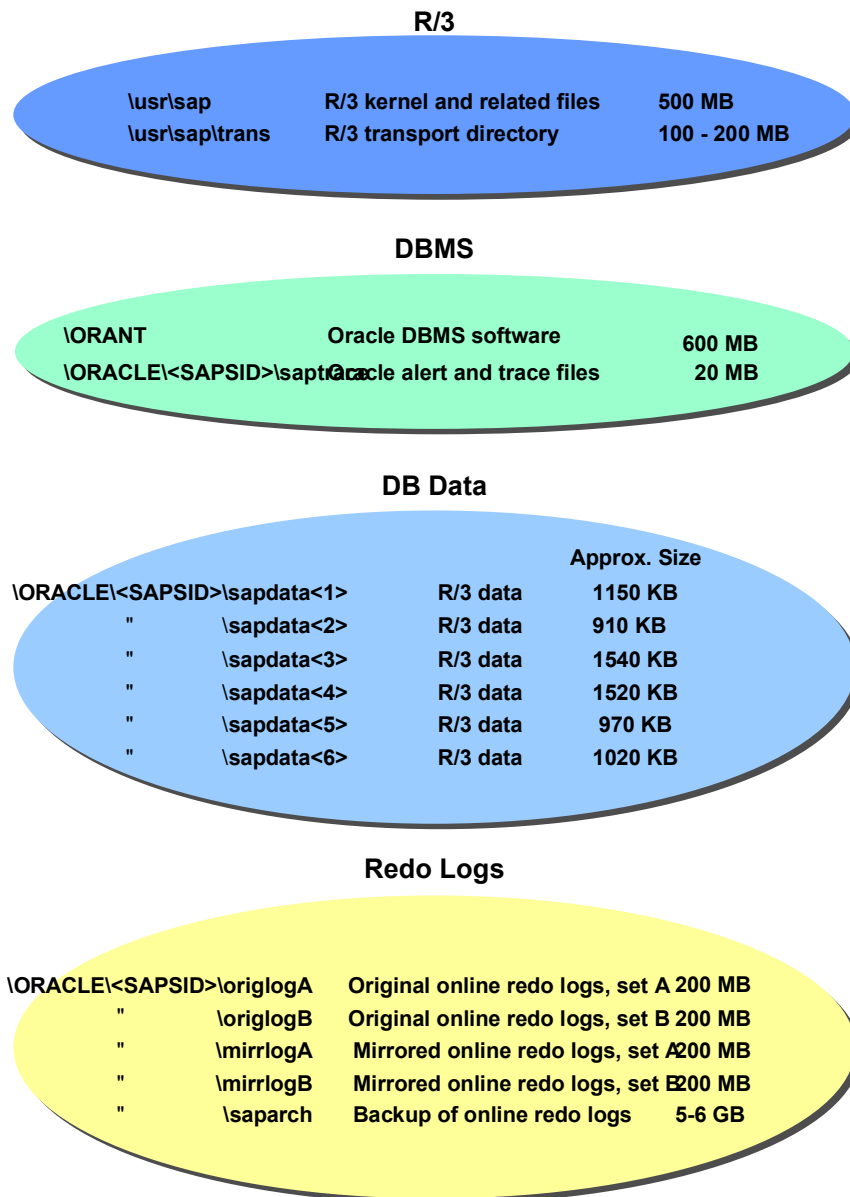 R/3
\usr\sap R/3 kernel and related files 500 MB
\usr\sap\trans R/3 transport directory 100 - 200 MB
DBMS
\ORANT Oracle DBMS software 600 MB
\ORACLE\<SAPSID>\saptrace Oracle alert and trace files 20 MB
DB Data
Approx. Size
\ORACLE\<SAPSID>\sapdata<1> R/3 data 1150 KB
" \sapdata<2> R/3 data 910 KB
" \sapdata<3> R/3 data 1540 KB
" \sapdata<4> R/3 data 1520 KB
" \sapdata<5> R/3 data 970 KB
" \sapdata<6> R/3 data 1020 KB
Redo Logs
\ORACLE\<SAPSID>\origlogA Original online redo logs, set A 200 MB
" \origlogB Original online redo logs, set B 200 MB
" \mirrlogA Mirrored online redo logs, set A 200 MB
" \mirrlogB Mirrored online redo logs, set B 200 MB
" \saparch Backup of online redo logs 5-6 GB